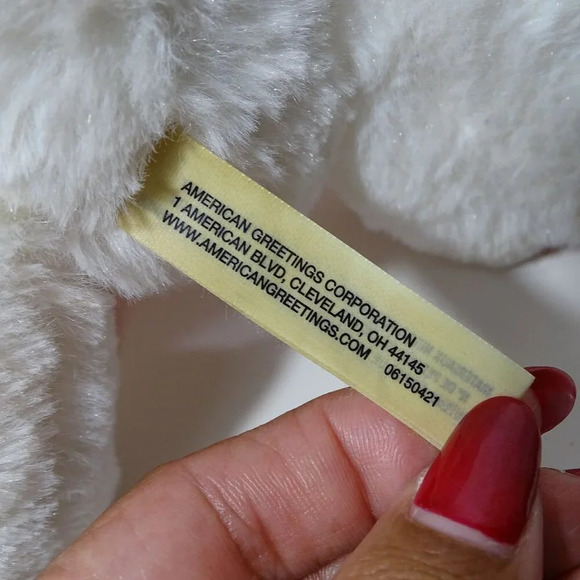 AMERICAN GREETINGS CORPORATION
1 AMERICAN BLVD, CLEVELAND, OH 44145
WWW.AMERICANGREETINGS.COM 06150421